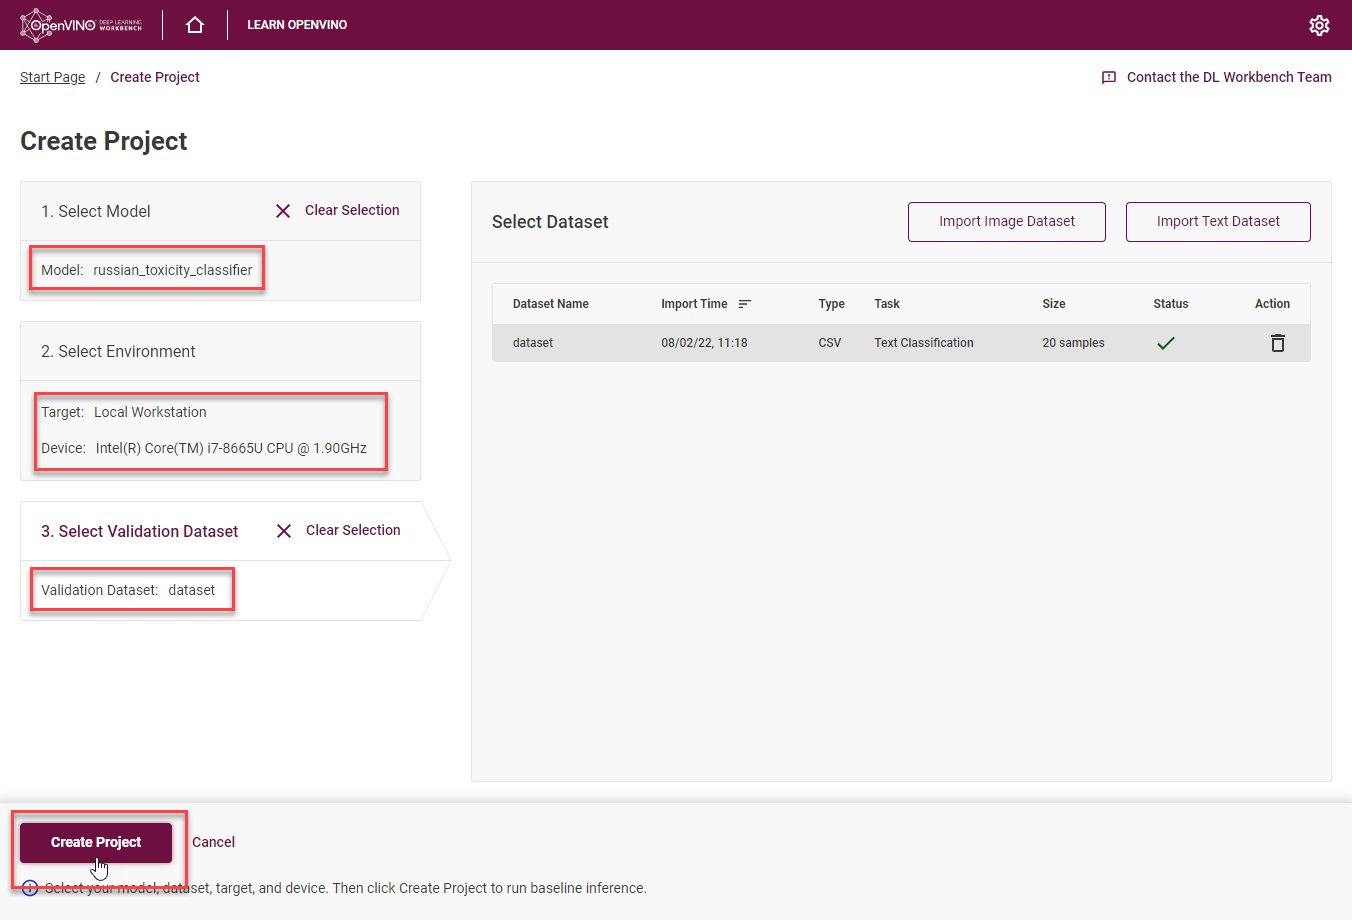 OpenVINO DEEP LEARNING WORKBENCH
LEARN OPENVINO
Start Page / Create Project
Contact the DL Workbench Team
Create Project
1. Select Model
Clear Selection
Model: russian_toxicity_classifier
2. Select Environment
Target: Local Workstation
Device: Intel(R) Core(TM) i7-8665U CPU @ 1.90GHz
3. Select Validation Dataset
Clear Selection
Validation Dataset: dataset
Select Dataset
Import Image Dataset
Import Text Dataset
Dataset Name Import Time Type Task Size Status Action
dataset 08/02/22, 11:18 CSV Text Classification 20 samples
Create Project
Cancel
Select your model, dataset, target, and device. Then click Create Project to run baseline inference.